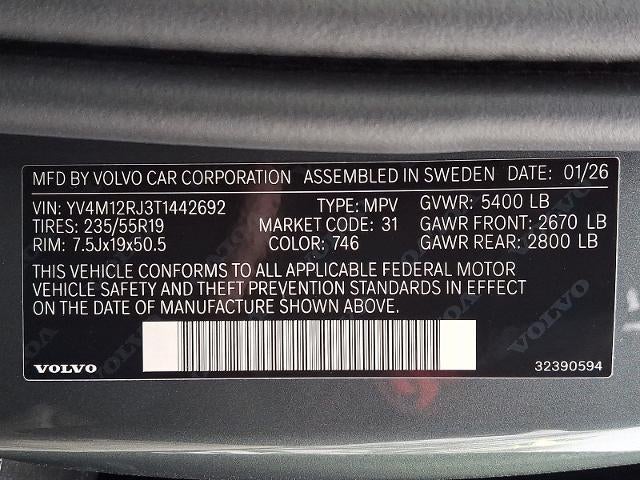 MFD BY VOLVO CAR CORPORATION ASSEMBLED IN SWEDEN DATE: 01/26
VIN: YV4M12RJ3T1442692 TYPE: MPV GVWR: 5400 LB
TIRES: 235/55R19 MARKET CODE: 31 GAWR FRONT: 2670 LB
RIM: 7.5Jx19x50.5 COLOR: 746 GAWR REAR: 2800 LB
THIS VEHICLE CONFORMS TO ALL APPLICABLE FEDERAL MOTOR
VEHICLE SAFETY AND THEFT PREVENTION STANDARDS IN EFFECT
ON THE DATE OF MANUFACTURE SHOWN ABOVE.
VOLVO
VOLVO 32390594